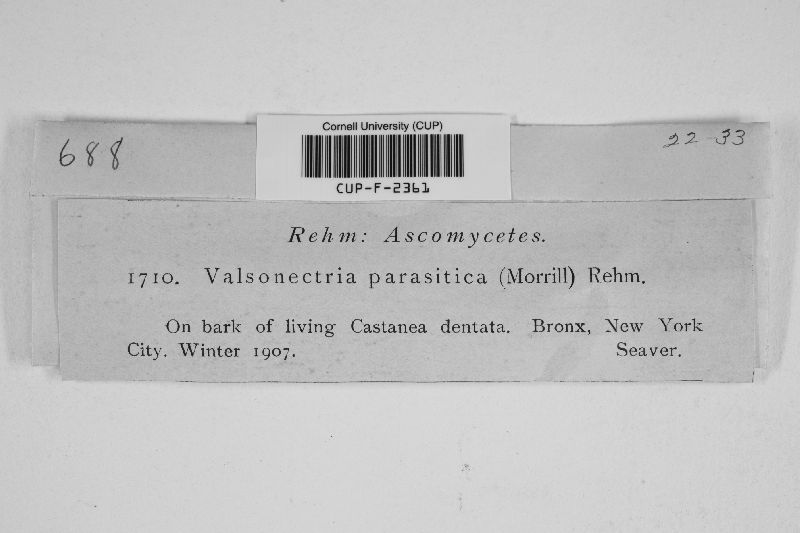 Cornell University (CUP)
688
22-33
CUP-F-2361
Rehm: Ascomycetes.
1710. Valsonectria parasitica (Morrill) Rehm.
On bark of living Castanea dentata. Bronx, New York
City. Winter 1907. Seaver.